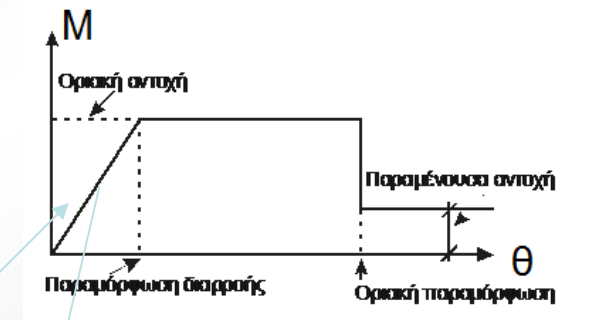 M
Οριακή αντοχή
Παραμένουσα αντοχή
θ
Παραμόρφωση διαρροής
Οριακή παραμόρφωση